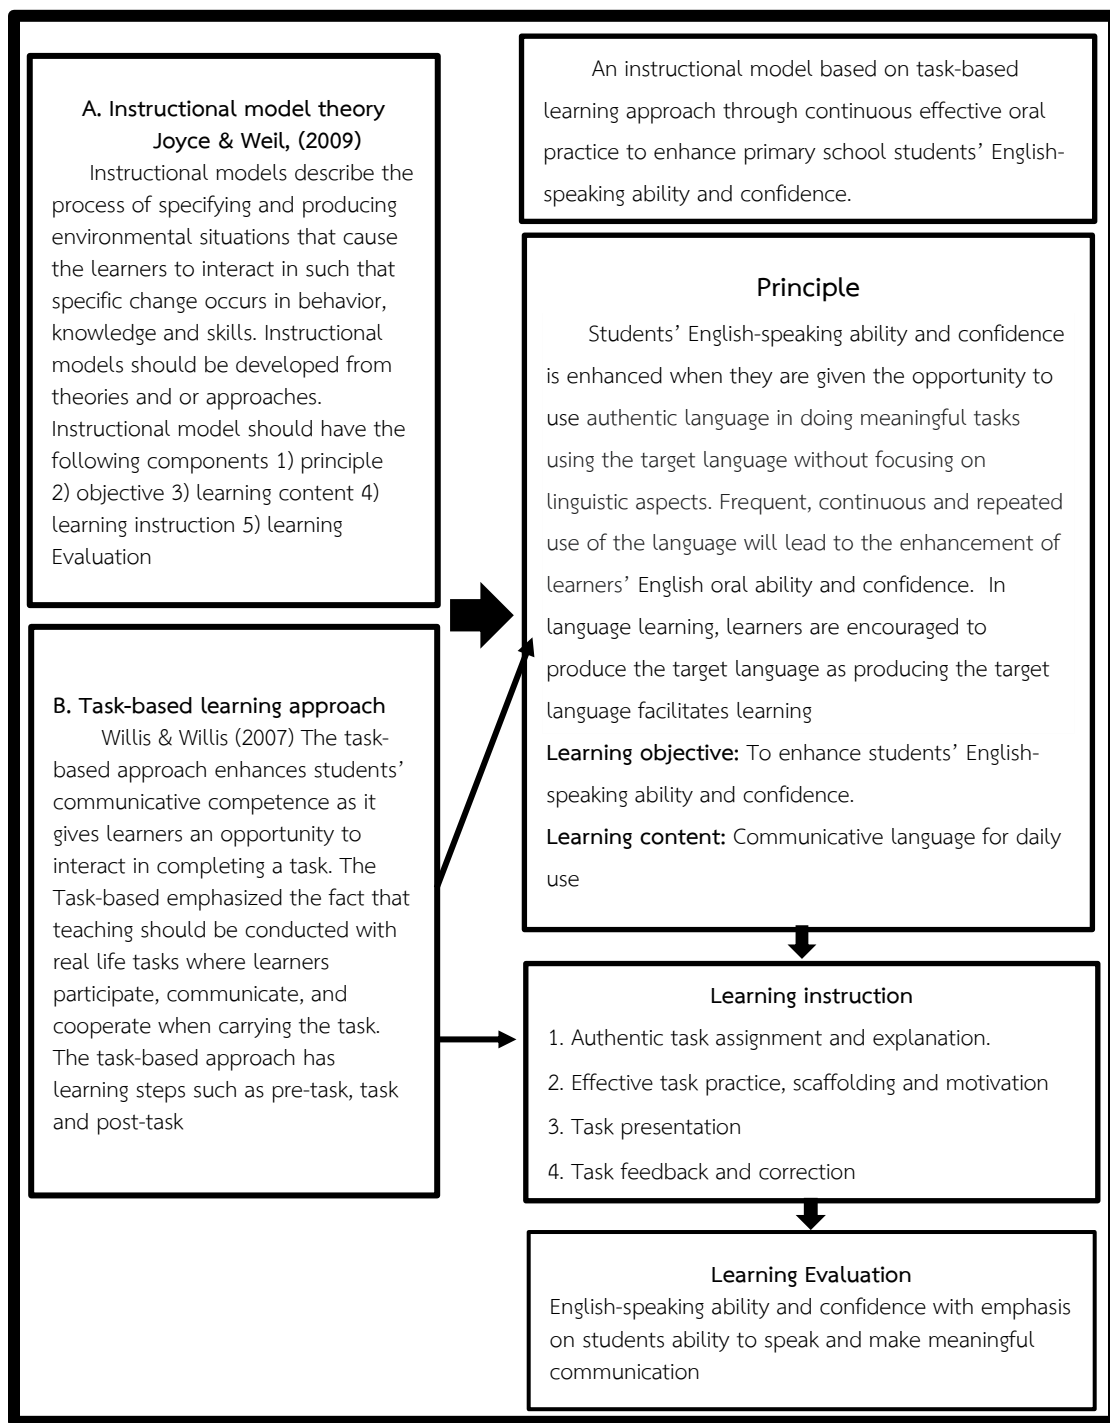 A. Instructional model theory
Joyce & Weil, (2009)
Instructional models describe the
process of specifying and producing
environmental situations that cause
the learners to interact in such that
specific change occurs in behavior,
knowledge and skills. Instructional
models should be developed from
theories and or approaches.
Instructional model should have the
following components 1) principle
2) objective 3) learning content 4)
learning instruction 5) learning
Evaluation
B. Task-based learning approach
Willis & Willis (2007) The task-
based approach enhances students’
communicative competence as it
gives learners an opportunity to
interact in completing a task. The
Task-based emphasized the fact that
teaching should be conducted with
real life tasks where learners
participate, communicate, and
cooperate when carrying the task.
The task-based approach has
learning steps such as pre-task, task
and post-task
An instructional model based on task-based
learning approach through continuous effective oral
practice to enhance primary school students’ English-
speaking ability and confidence.
Principle
Students’ English-speaking ability and confidence
is enhanced when they are given the opportunity to
use authentic language in doing meaningful tasks
using the target language without focusing on
linguistic aspects. Frequent, continuous and repeated
use of the language will lead to the enhancement of
learners’ English oral ability and confidence. In
language learning, learners are encouraged to
produce the target language as producing the target
language facilitates learning
Learning objective: To enhance students’ English-
speaking ability and confidence.
Learning content: Communicative language for daily
use
Learning instruction
1. Authentic task assignment and explanation.
2. Effective task practice, scaffolding and motivation
3. Task presentation
4. Task feedback and correction
Learning Evaluation
English-speaking ability and confidence with emphasis
on students ability to speak and make meaningful
communication